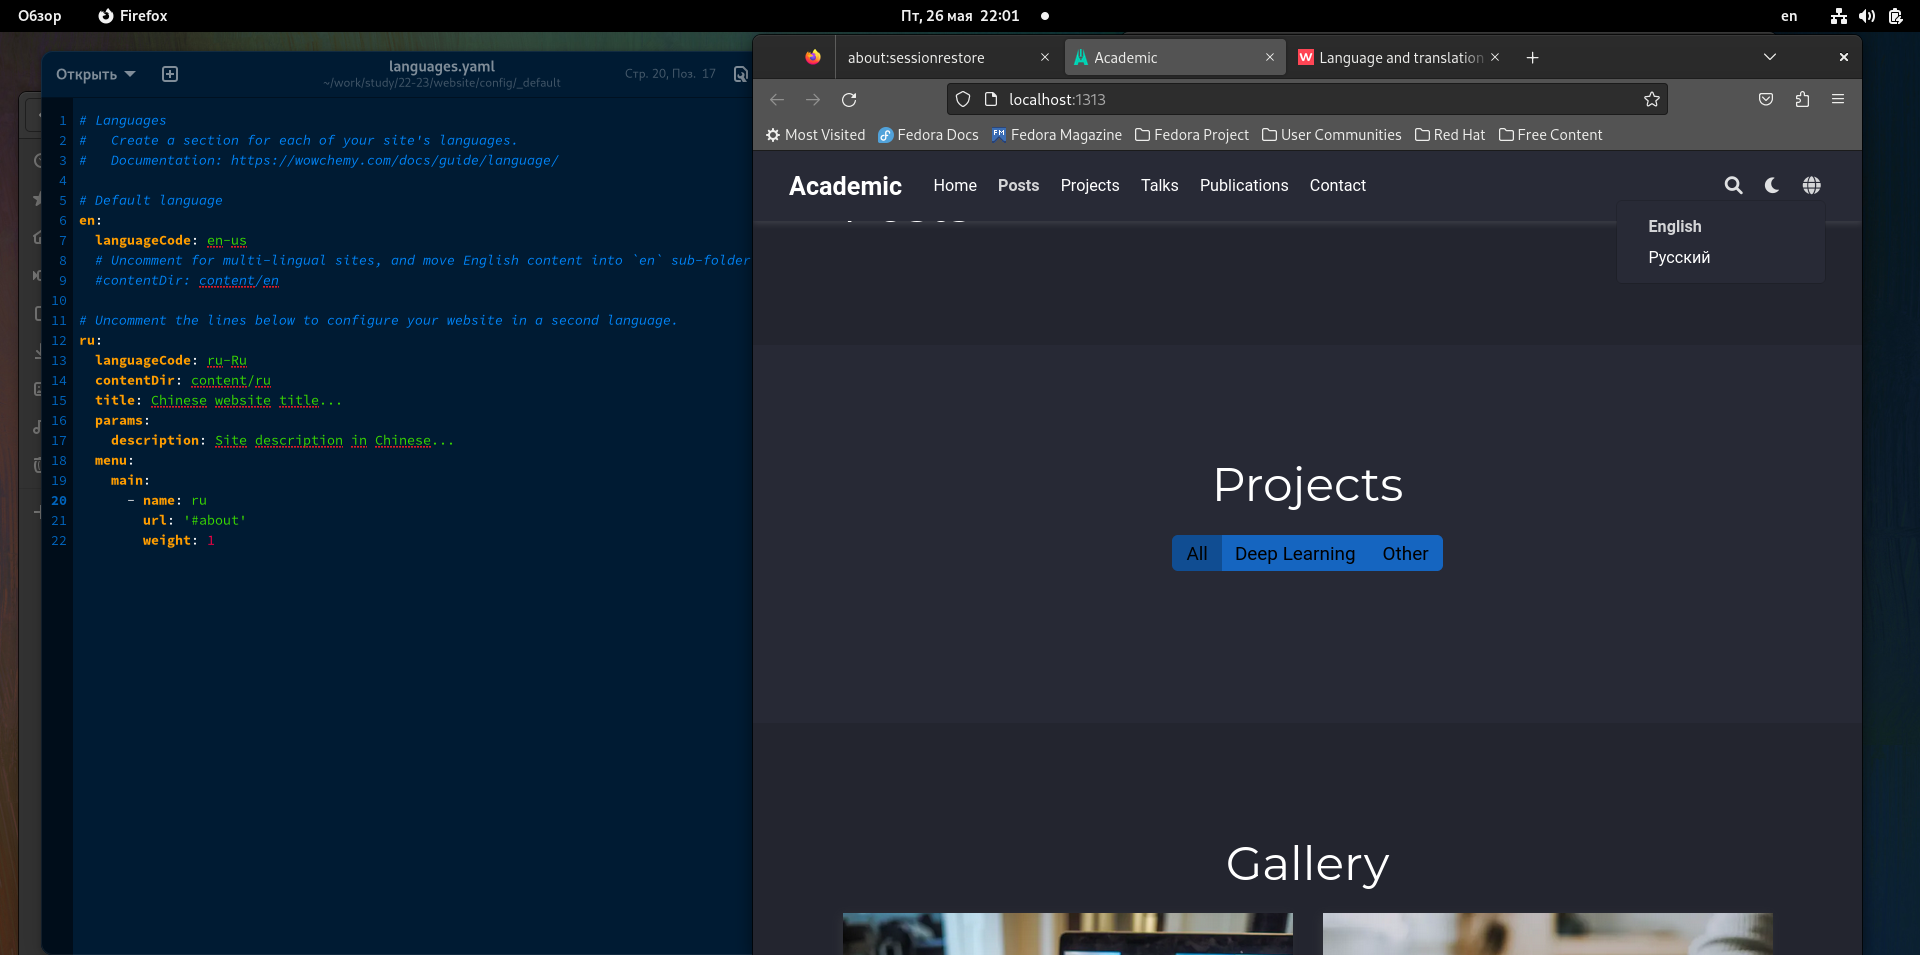 Обзор Firefox Пт, 26 мая 22:01 en
Открыть languages.yaml Стр. 20, Поз. 17
~/work/study/22-23/website/config/_default
1 # Languages
2 #   Create a section for each of your site's languages.
3 #   Documentation: https://wowchemy.com/docs/guide/language/
4
5 # Default language
6 en:
7   languageCode: en-us
8   # Uncomment for multi-lingual sites, and move English content into `en` sub-folder
9   #contentDir: content/en
10
11 # Uncomment the lines below to configure your website in a second language.
12 ru:
13   languageCode: ru-Ru
14   contentDir: content/ru
15   title: Chinese website title...
16   params:
17     description: Site description in Chinese...
18   menu:
19     main:
20       - name: ru
21         url: '#about'
22         weight: 1
about:sessionrestore Academic Language and translation
localhost:1313
Most Visited Fedora Docs Fedora Magazine Fedora Project User Communities Red Hat Free Content
Academic Home Posts Projects Talks Publications Contact
English
Русский
Projects
All Deep Learning Other
Gallery